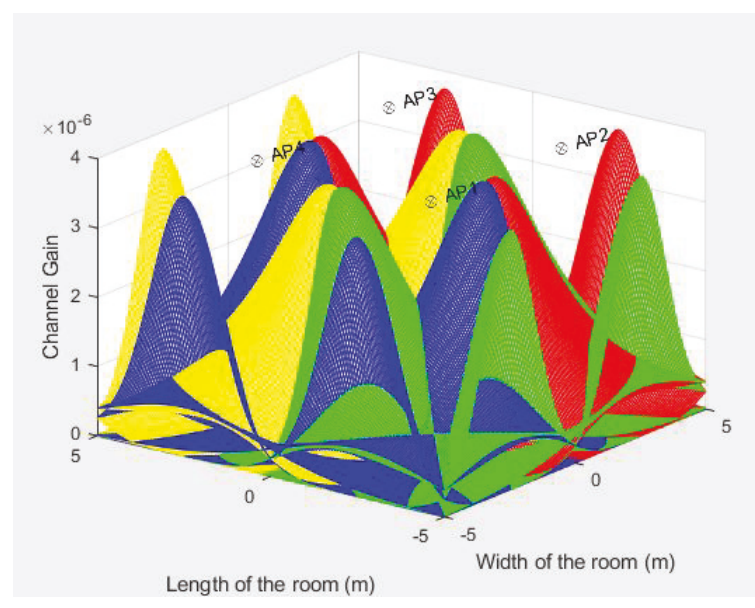 × 10⁻⁶
4
3
2
1
0
Channel Gain
AP3
AP2
AP4
AP1
5
0
-5
Length of the room (m)
-5
0
5
Width of the room (m)